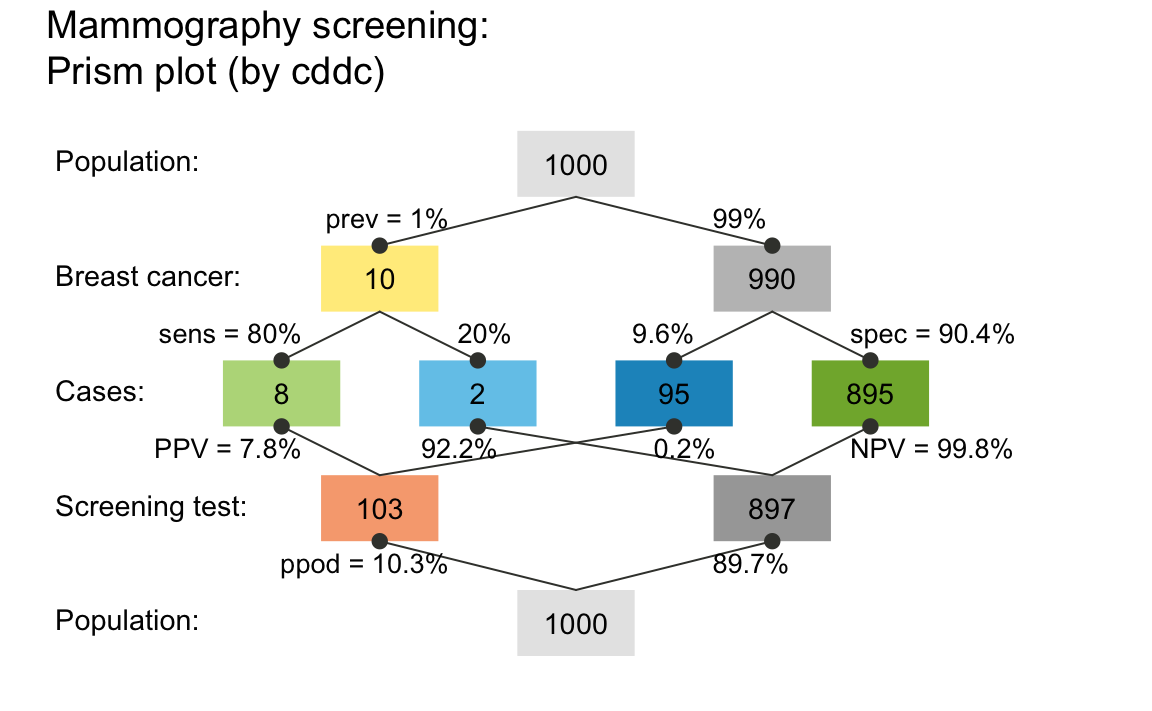 Mammography screening:
Prism plot (by cddc)
Population:
1000
prev = 1%
99%
Breast cancer:
10
990
sens = 80%
20%
9.6%
spec = 90.4%
Cases:
8
2
95
895
PPV = 7.8%
92.2%
0.2%
NPV = 99.8%
Screening test:
103
897
ppod = 10.3%
89.7%
Population:
1000